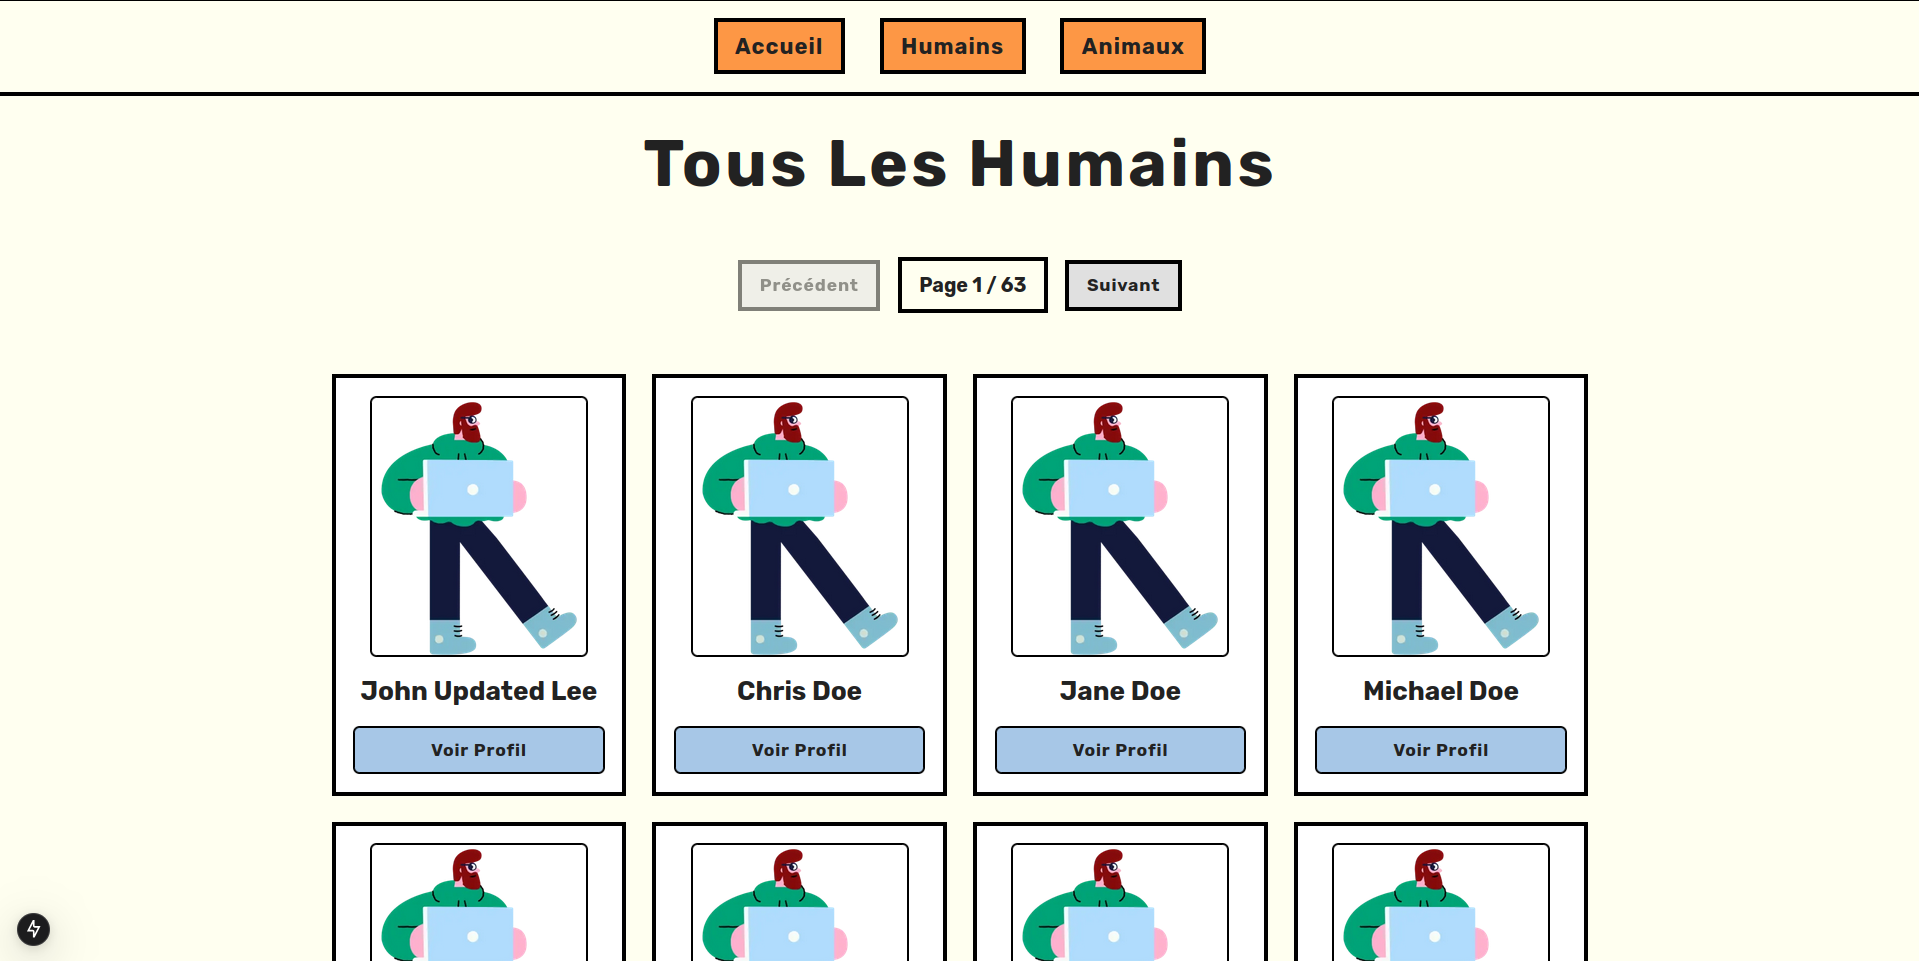 Accueil Humains Animaux
Tous Les Humains
Précédent Page 1 / 63 Suivant
John Updated Lee Chris Doe Jane Doe Michael Doe
Voir Profil Voir Profil Voir Profil Voir Profil